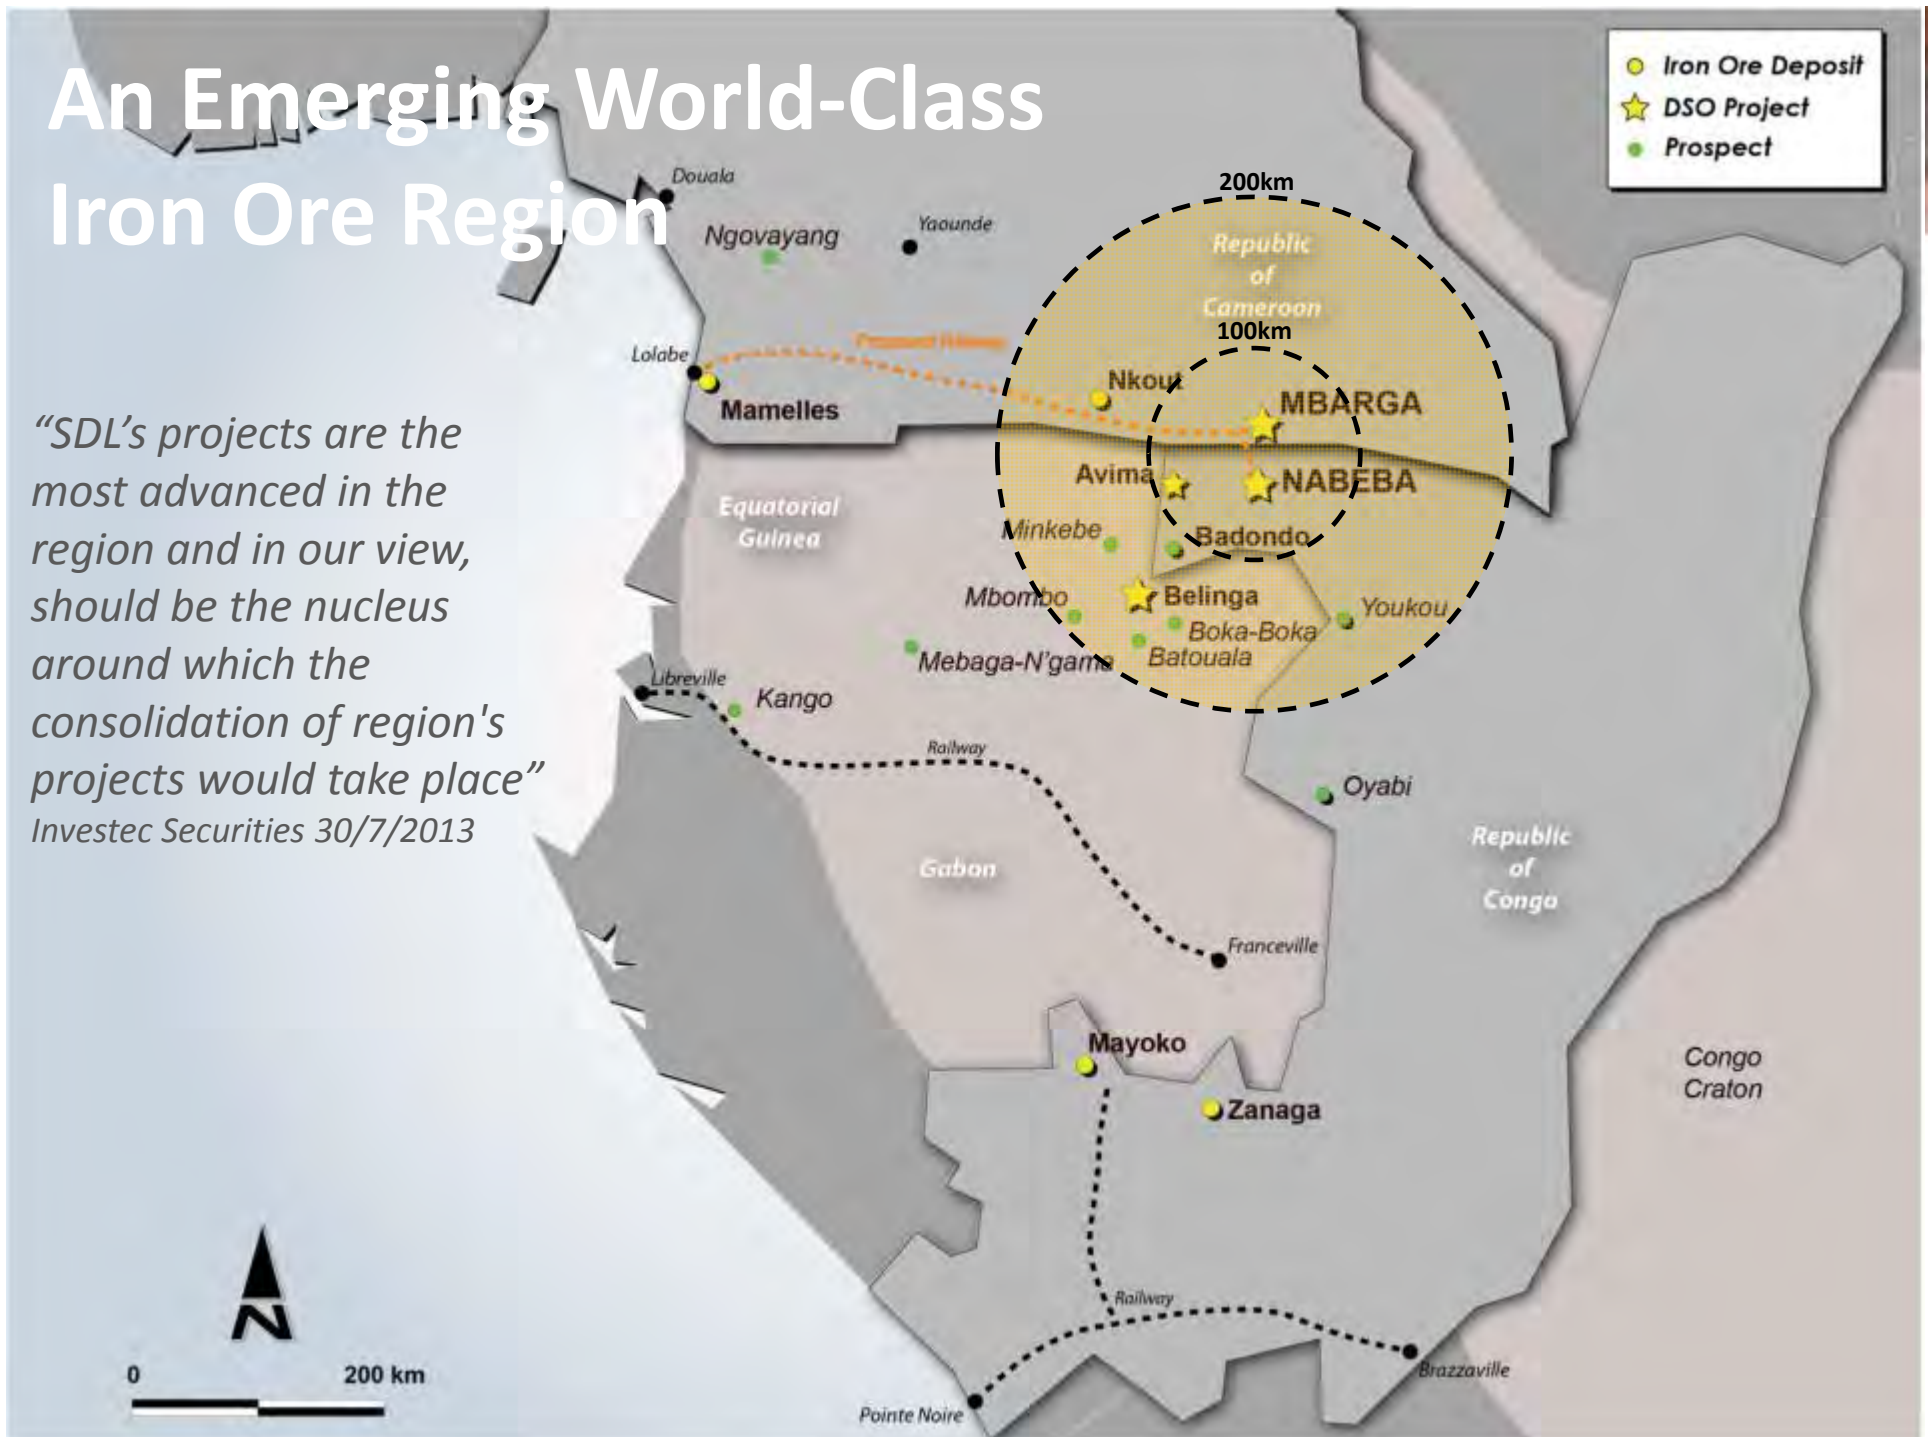 An Emerging World-Class
Iron Ore Region
Iron Ore Deposit
DSO Project
Prospect
Douala
Ngovayang
Yaounde
200km
Republic
of
Cameroon
100km
Proposed Railway
Lolabe
Mamelles
Nkout
MBARGA
Avima
NABEBA
“SDL’s projects are the
most advanced in the
region and in our view,
should be the nucleus
around which the
consolidation of region's
projects would take place”
Investec Securities 30/7/2013
Equatorial
Guinea
Minkebe
Badondo
Mbombo
Belinga
Youkou
Boka-Boka
Batouala
Mebaga-N'gama
Libreville
Kango
Railway
Oyabi
Republic
of
Congo
Gabon
Franceville
Mayoko
Zanaga
Congo
Craton
N
0
200 km
Railway
Brazzaville
Pointe Noire